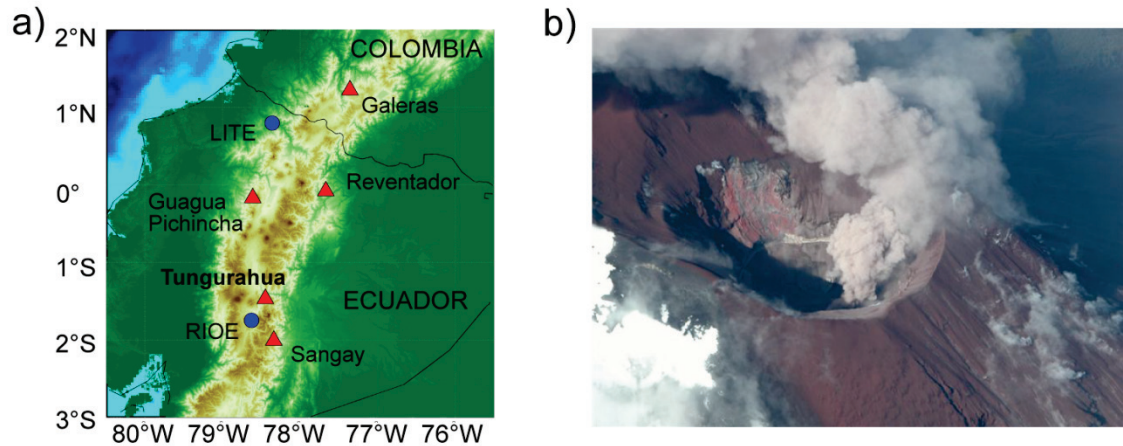 a)
2°N
COLOMBIA
Galeras
1°N
LITE
0°
Reventador
Guagua
Pichincha
1°S
Tungurahua
ECUADOR
RIOE
2°S
Sangay
3°S
80°W 79°W 78°W 77°W 76°W
b)